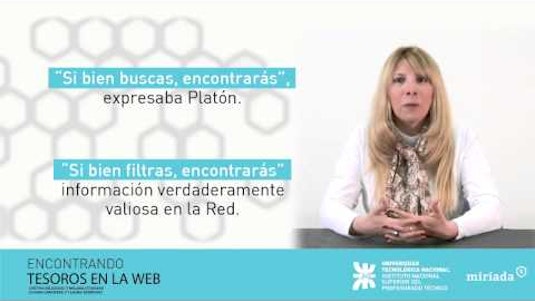 “Si bien buscas, encontrarás”,
expresaba Platón.
“Si bien filtras, encontrarás”
información verdaderamente
valiosa en la Red.
ENCONTRANDO
TESOROS EN LA WEB
UNIVERSIDAD
TECNOLÓGICA NACIONAL
INSTITUTO NACIONAL
SUPERIOR DEL
PROFESORADO TÉCNICO
miríada